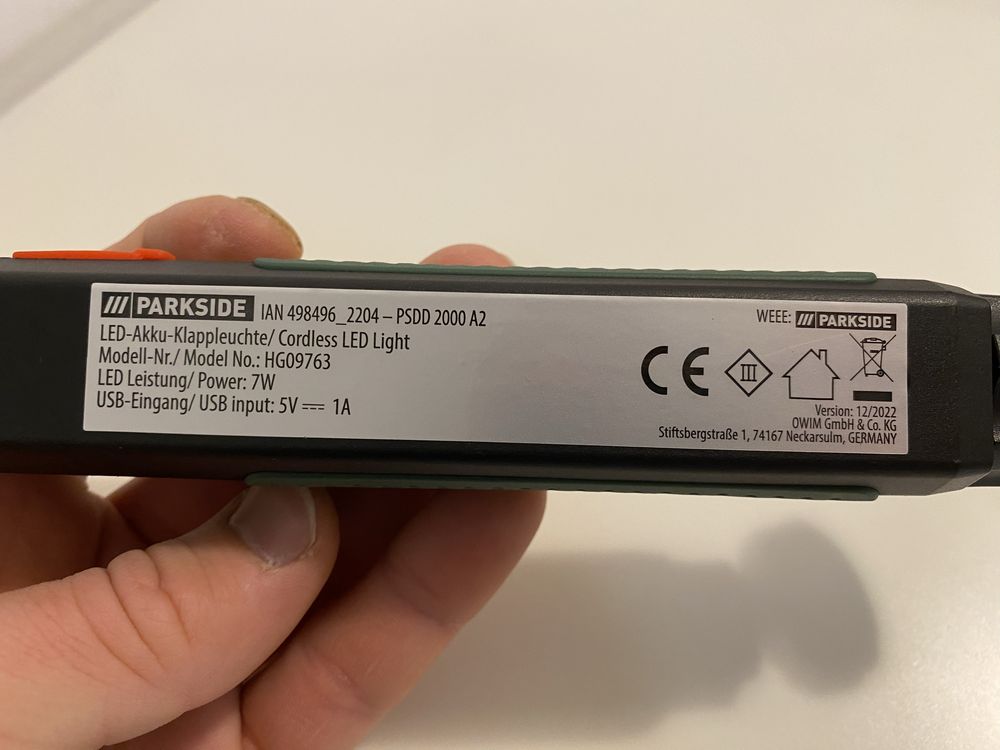 PARKSIDE IAN 498496_2204 – PSDD 2000 A2
LED-Akku-Klappleuchte/ Cordless LED Light
Modell-Nr./ Model No.: HG09763
LED Leistung/ Power: 7W
USB-Eingang/ USB input: 5V ⎓ 1A
WEEE: PARKSIDE
CE III
Version: 12/2022
OWIM GmbH & Co. KG
Stiftsbergstraße 1, 74167 Neckarsulm, GERMANY